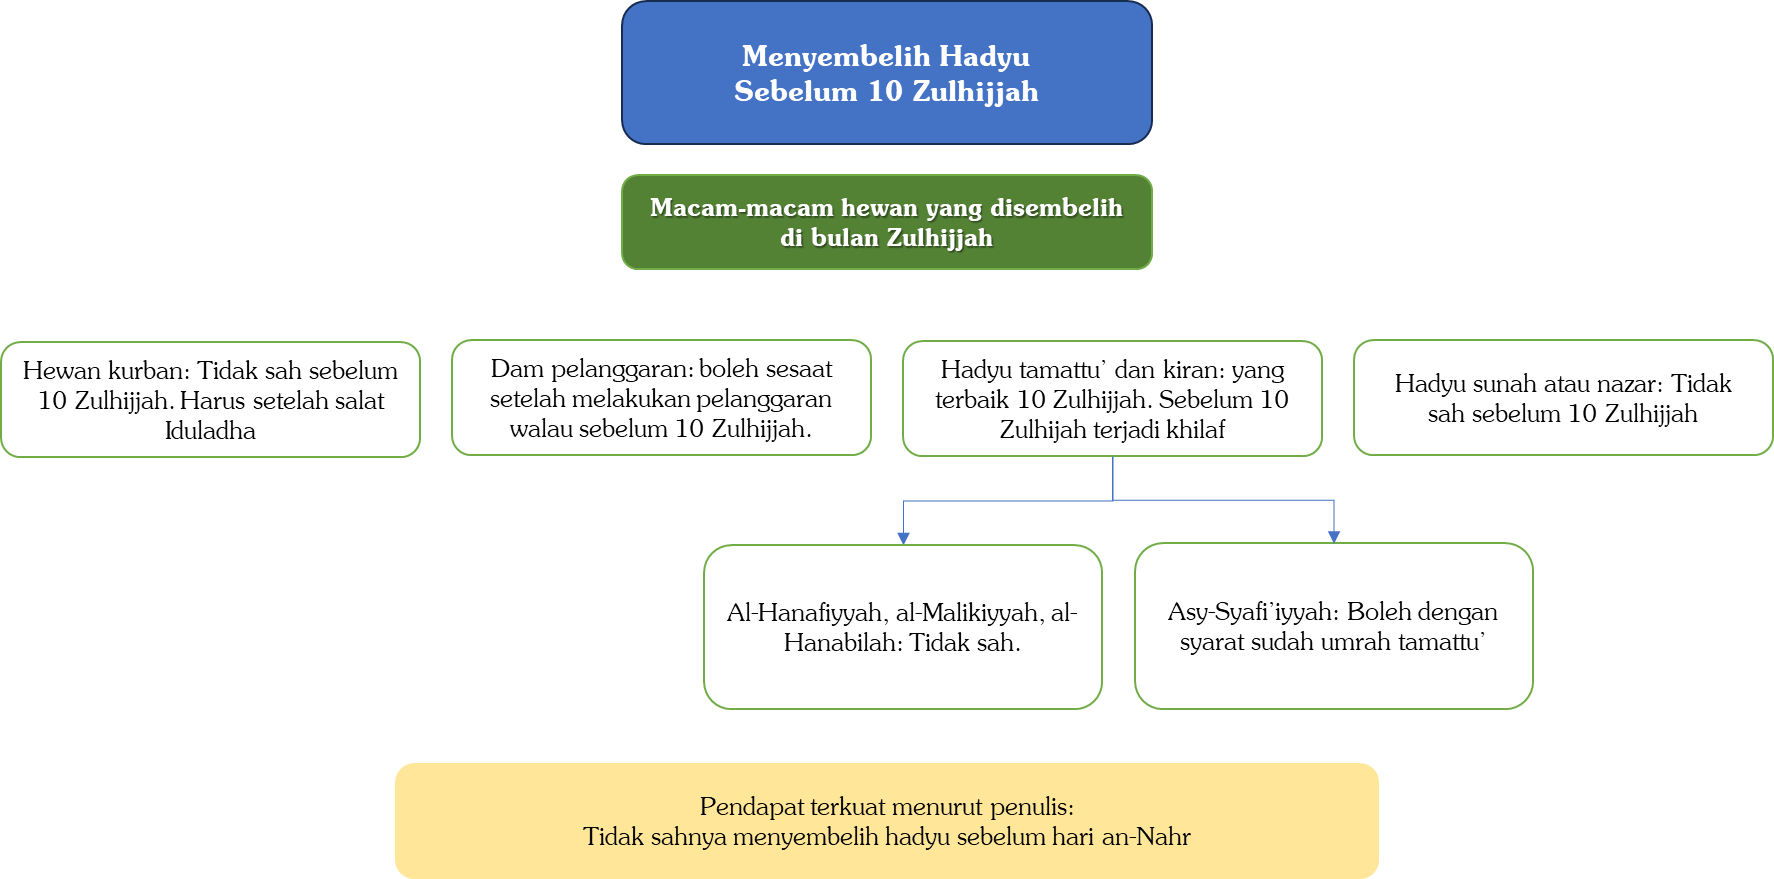 Menyembelih Hadyu
Sebelum 10 Zulhijjah
Macam-macam hewan yang disembelih
di bulan Zulhijjah
Hewan kurban: Tidak sah sebelum
10 Zulhijjah. Harus setelah salat
Iduladha
Dam pelanggaran: boleh sesaat
setelah melakukan pelanggaran
walau sebelum 10 Zulhijjah.
Hadyu tamattu’ dan kiran: yang
terbaik 10 Zulhijjah. Sebelum 10
Zulhijah terjadi khilaf
Hadyu sunah atau nazar: Tidak
sah sebelum 10 Zulhijjah
Al-Hanafiyyah, al-Malikiyyah, al-
Hanabilah: Tidak sah.
Asy-Syafi’iyyah: Boleh dengan
syarat sudah umrah tamattu’
Pendapat terkuat menurut penulis:
Tidak sahnya menyembelih hadyu sebelum hari an-Nahr